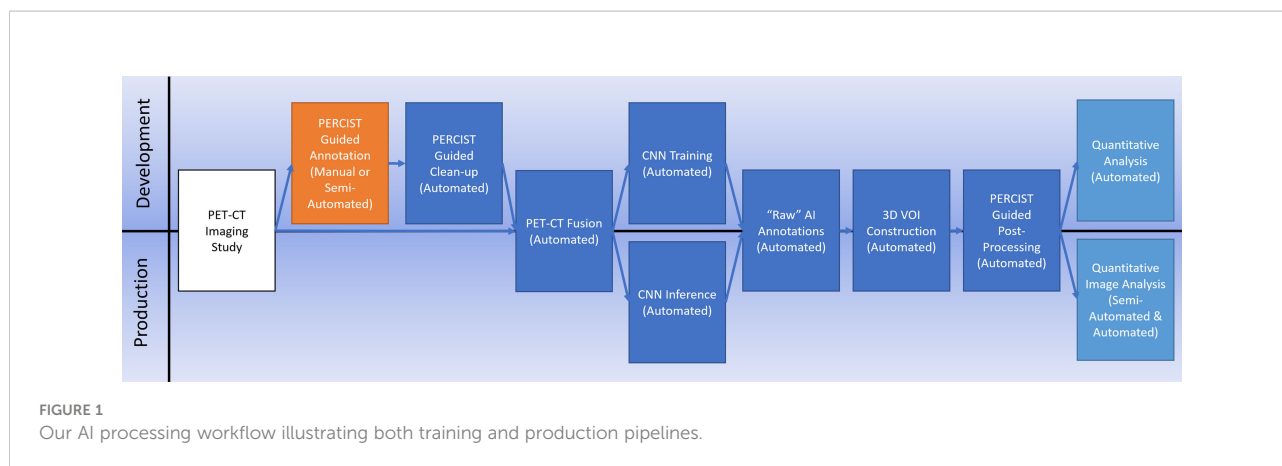 Development
Production
PET-CT
Imaging
Study
PERCIST
Guided
Annotation
(Manual or
Semi-
Automated)
PERCIST
Guided
Clean-up
(Automated)
PET-CT Fusion
(Automated)
CNN Training
(Automated)
CNN Inference
(Automated)
“Raw” AI
Annotations
(Automated)
3D VOI
Construction
(Automated)
PERCIST
Guided
Post-
Processing
(Automated)
Quantitative
Analysis
(Automated)
Quantitative
Image Analysis
(Semi-
Automated &
Automated)
FIGURE 1
Our AI processing workflow illustrating both training and production pipelines.